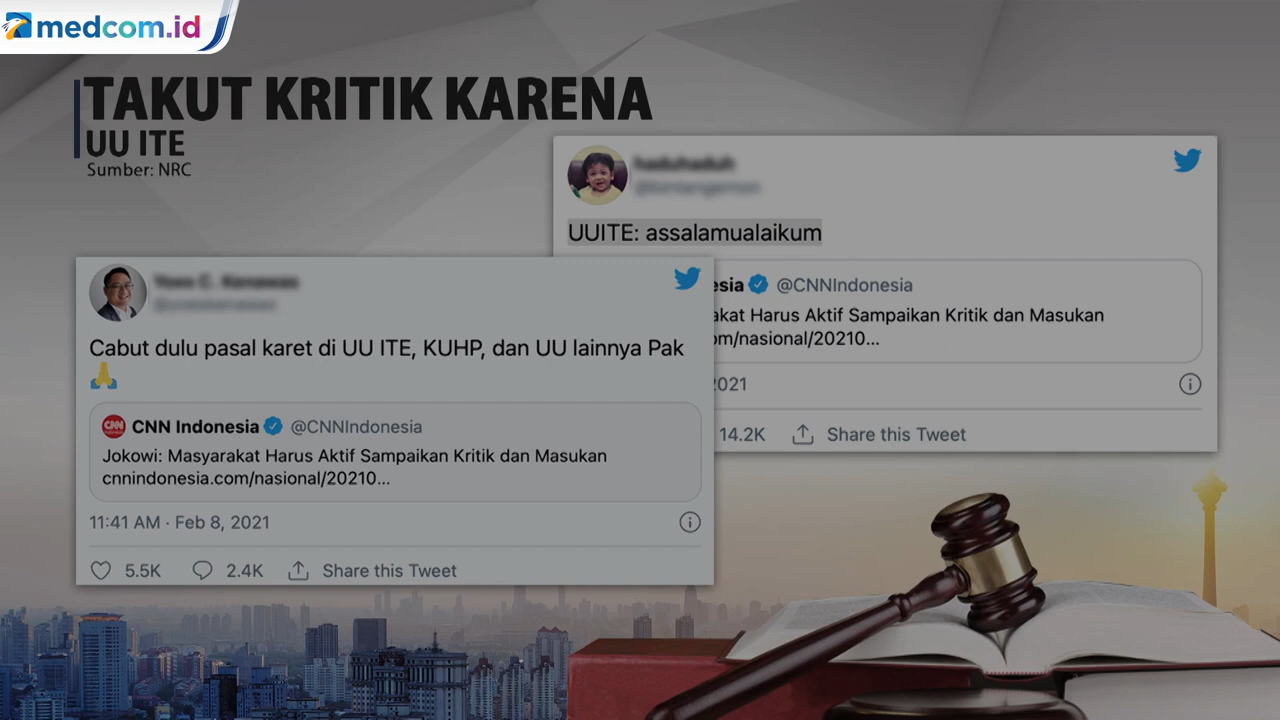 medcom.id
TAKUT KRITIK KARENA
UU ITE
Sumber: NRC
UUITE: assalamualaikum
esia @CNNIndonesia
akat Harus Aktif Sampaikan Kritik dan Masukan
om/nasional/20210...
2021
14.2K Share this Tweet
Cabut dulu pasal karet di UU ITE, KUHP, dan UU lainnya Pak
🙏
CNN
CNN Indonesia @CNNIndonesia
Jokowi: Masyarakat Harus Aktif Sampaikan Kritik dan Masukan
cnnindonesia.com/nasional/20210...
11:41 AM · Feb 8, 2021
5.5K 2.4K Share this Tweet